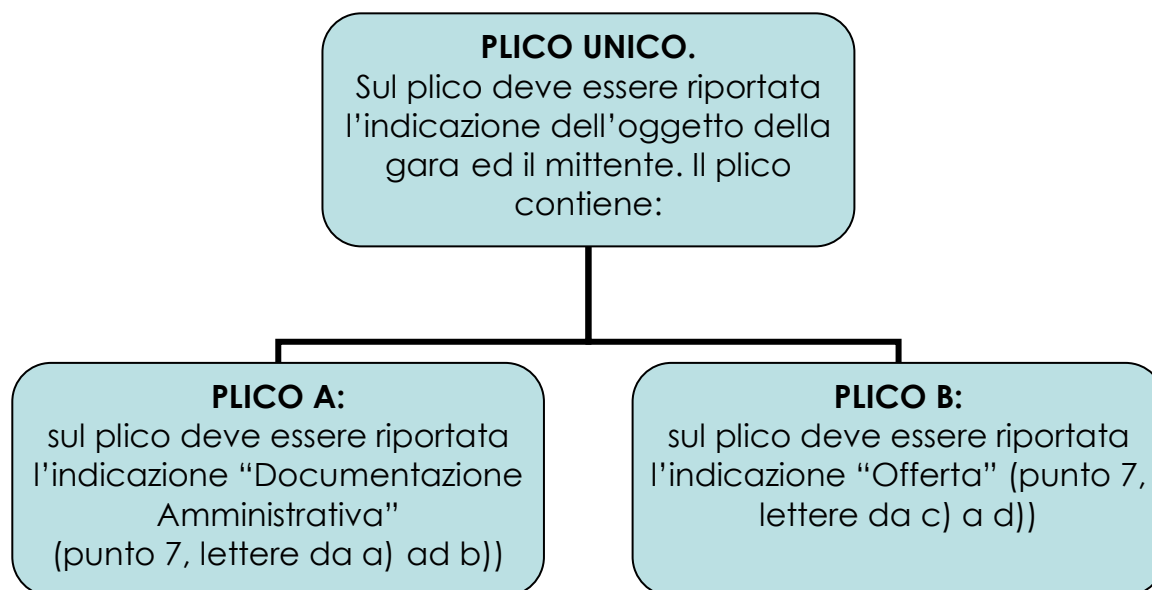 PLICO UNICO.
Sul plico deve essere riportata
l’indicazione dell’oggetto della
gara ed il mittente. Il plico
contiene:
PLICO A:
sul plico deve essere riportata
l’indicazione “Documentazione
Amministrativa”
(punto 7, lettere da a) ad b))
PLICO B:
sul plico deve essere riportata
l’indicazione “Offerta” (punto 7,
lettere da c) a d))